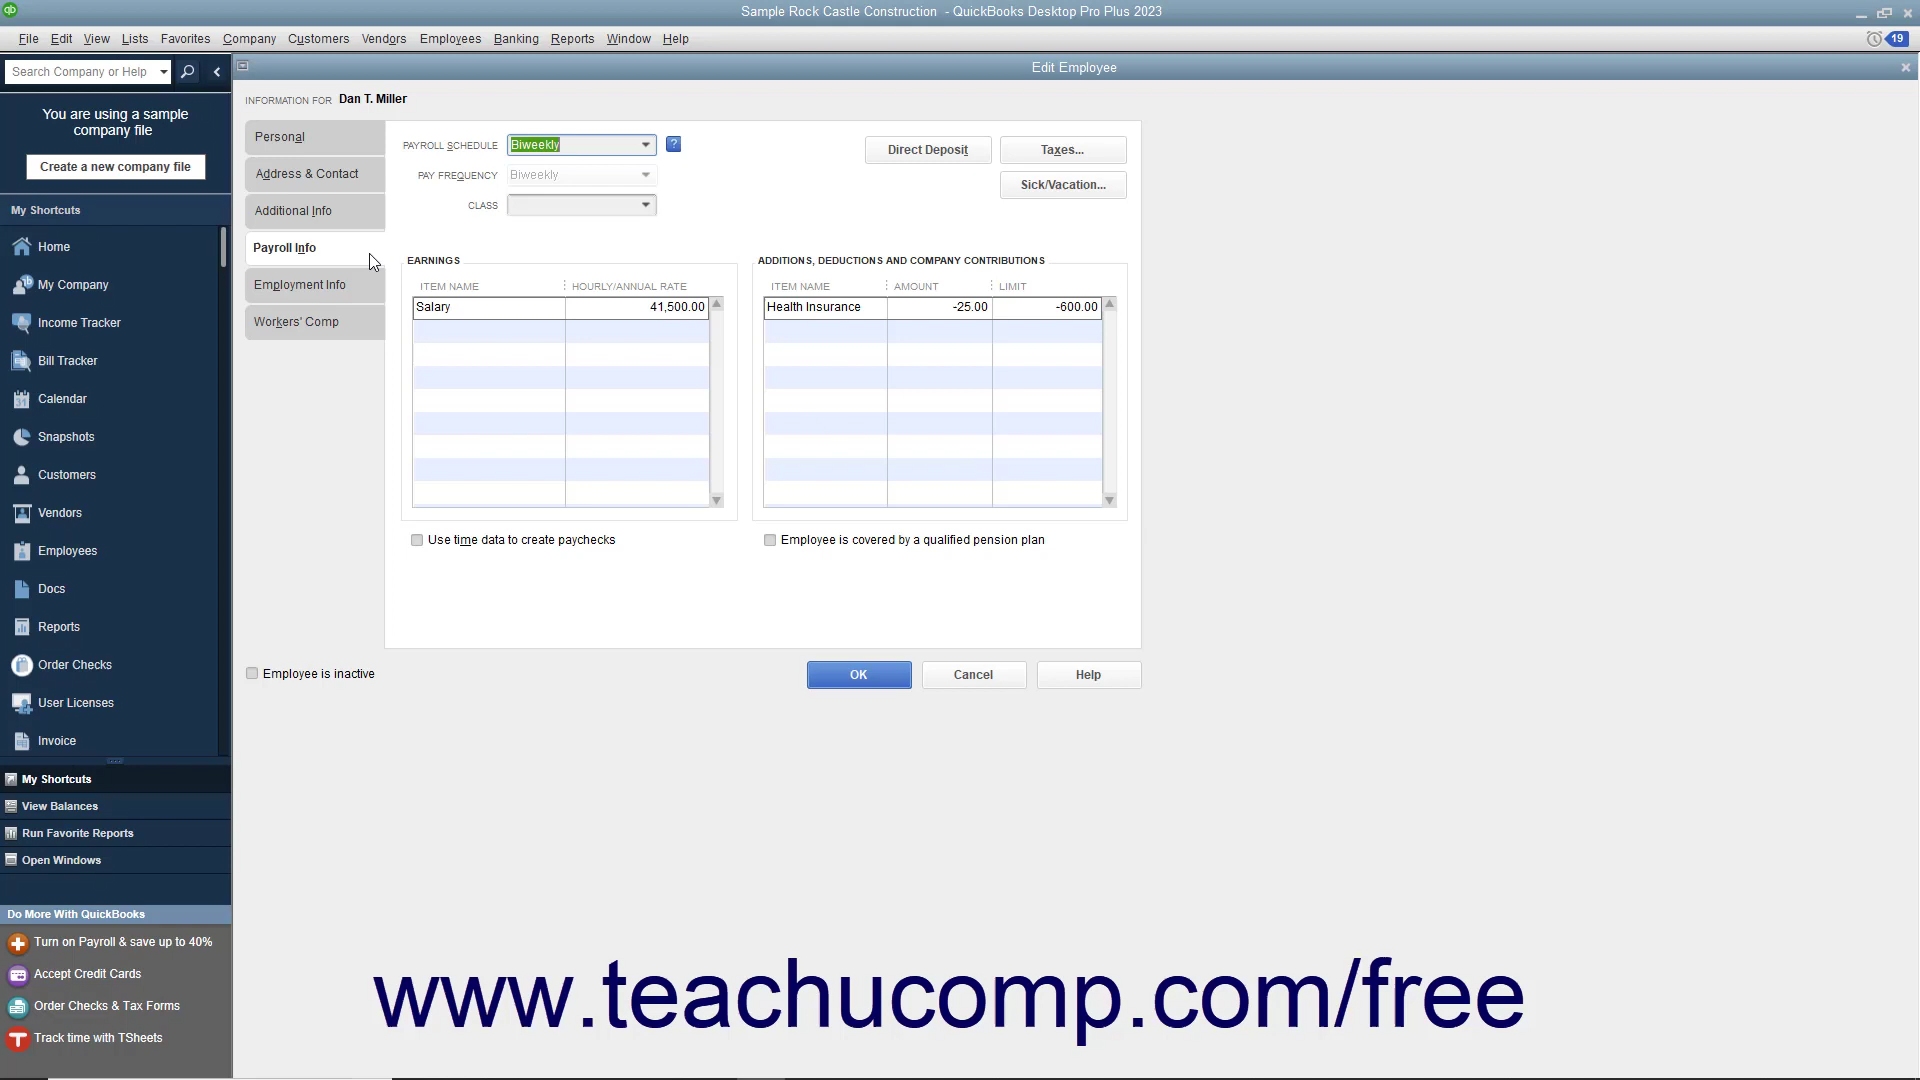 Sample Rock Castle Construction - QuickBooks Desktop Pro Plus 2023
File Edit View Lists Favorites Company Customers Vendors Employees Banking Reports Window Help
19
Search Company or Help
Edit Employee
You are using a sample
company file
Create a new company file
My Shortcuts
Home
My Company
Income Tracker
Bill Tracker
Calendar
Snapshots
Customers
Vendors
Employees
Docs
Reports
Order Checks
User Licenses
Invoice
My Shortcuts
View Balances
Run Favorite Reports
Open Windows
Do More With QuickBooks
Turn on Payroll & save up to 40%
Accept Credit Cards
Order Checks & Tax Forms
Track time with TSheets
INFORMATION FOR Dan T. Miller
Personal
Address & Contact
Additional Info
Payroll Info
Employment Info
Workers' Comp
PAYROLL SCHEDULE Biweekly ?
PAY FREQUENCY Biweekly
CLASS
Direct Deposit Taxes...
Sick/Vacation...
EARNINGS
ITEM NAME HOURLY/ANNUAL RATE
Salary 41,500.00
Use time data to create paychecks
ADDITIONS, DEDUCTIONS AND COMPANY CONTRIBUTIONS
ITEM NAME AMOUNT LIMIT
Health Insurance -25.00 -600.00
Employee is covered by a qualified pension plan
Employee is inactive
OK Cancel Help
www.teachucomp.com/free